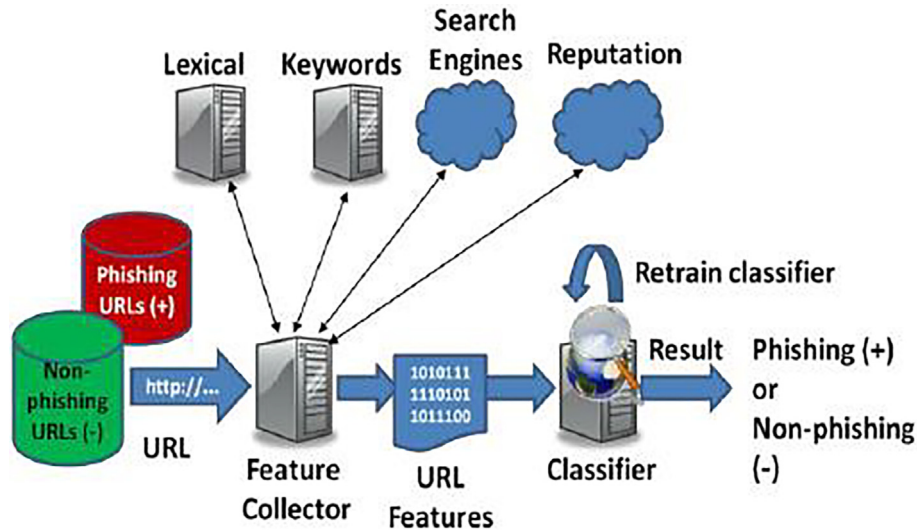 Lexical
Keywords
Search
Engines
Reputation
Phishing
URLs (+)
Non-
phishing
URLs (-)
http://...
URL
Feature
Collector
1010111
1110101
1011100
URL
Features
Retrain classifier
Classifier
Result
Phishing (+)
or
Non-phishing
(-)